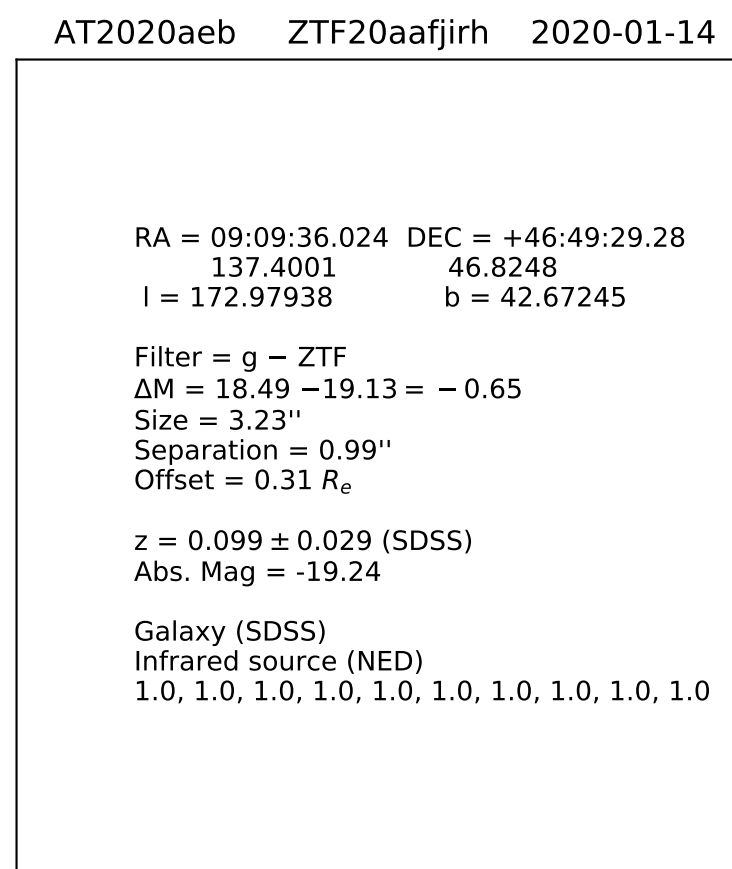 AT2020aeb ZTF20aafjirh 2020-01-14
RA = 09:09:36.024 DEC = +46:49:29.28
137.4001 46.8248
l = 172.97938 b = 42.67245
Filter = g − ZTF
ΔM = 18.49 −19.13 = − 0.65
Size = 3.23''
Separation = 0.99''
Offset = 0.31 Rₑ
z = 0.099 ± 0.029 (SDSS)
Abs. Mag = -19.24
Galaxy (SDSS)
Infrared source (NED)
1.0, 1.0, 1.0, 1.0, 1.0, 1.0, 1.0, 1.0, 1.0, 1.0